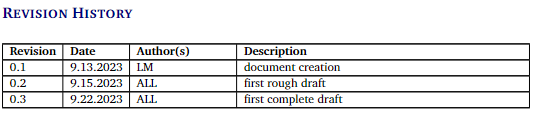 REVISION HISTORY
Revision Date Author(s) Description
0.1 9.13.2023 LM document creation
0.2 9.15.2023 ALL first rough draft
0.3 9.22.2023 ALL first complete draft